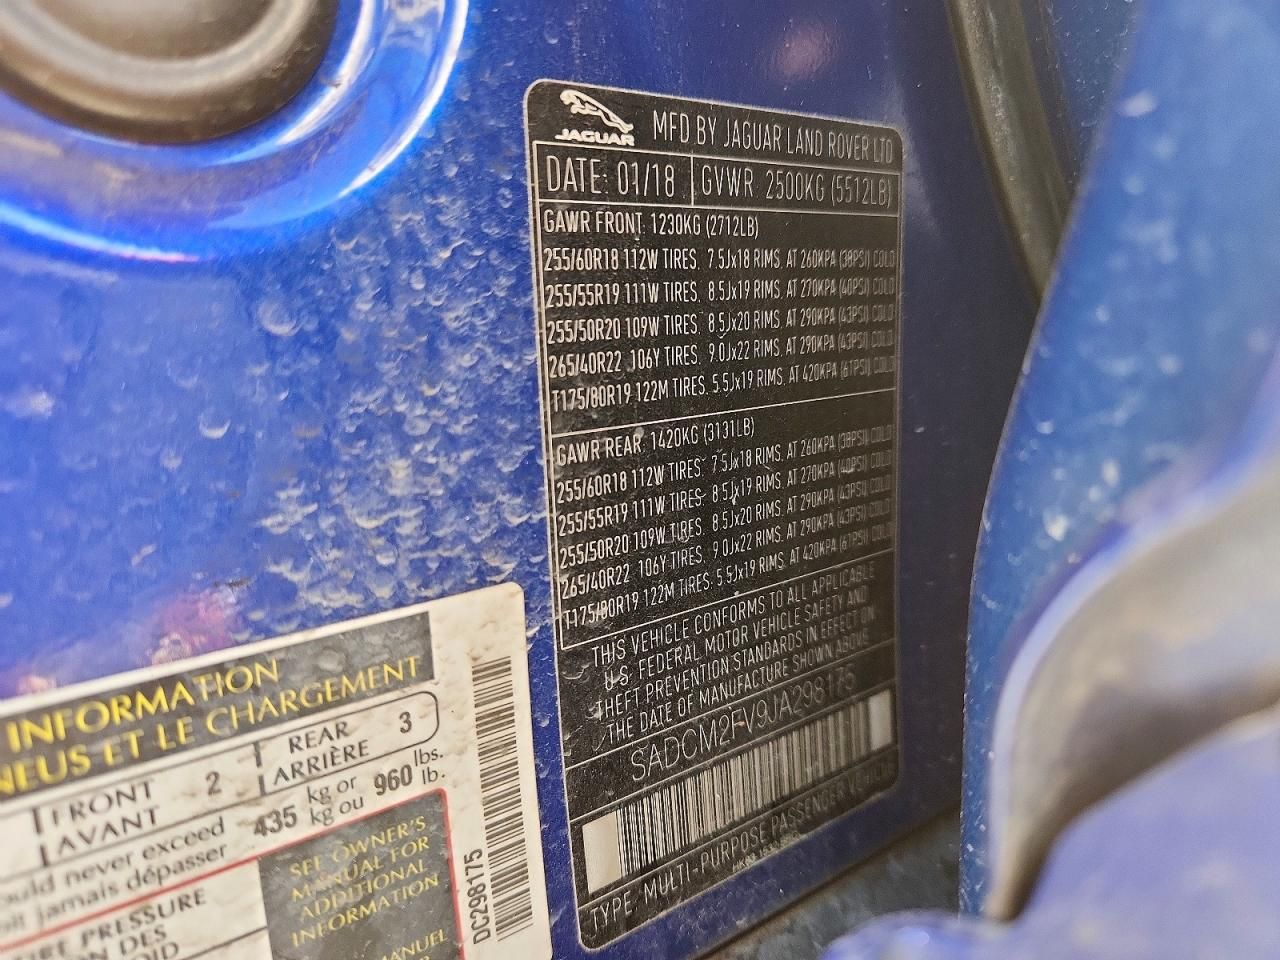 JAGUAR
MFD BY JAGUAR LAND ROVER LTD
DATE: 01/18
GVWR 2500KG (5512LB)
GAWR FRONT: 1230KG (2712LB)
255/60R18 112W TIRES, 7.5Jx18 RIMS, AT 260KPA (38PSI) COLD
255/55R19 111W TIRES, 8.5Jx19 RIMS, AT 270KPA (40PSI) COLD
255/50R20 109W TIRES, 8.5Jx20 RIMS, AT 290KPA (43PSI) COLD
265/40R22 106Y TIRES, 9.0Jx22 RIMS, AT 290KPA (43PSI) COLD
T175/80R19 122M TIRES, 5.5Jx19 RIMS, AT 420KPA (61PSI) COLD
GAWR REAR: 1420KG (3131LB)
255/60R18 112W TIRES, 7.5Jx18 RIMS, AT 260KPA (38PSI) COLD
255/55R19 111W TIRES, 8.5Jx19 RIMS, AT 270KPA (40PSI) COLD
255/50R20 109W TIRES, 8.5Jx20 RIMS, AT 290KPA (43PSI) COLD
265/40R22 106Y TIRES, 9.0Jx22 RIMS, AT 290KPA (43PSI) COLD
T175/80R19 122M TIRES, 5.5Jx19 RIMS, AT 420KPA (61PSI) COLD
THIS VEHICLE CONFORMS TO ALL APPLICABLE
U.S. FEDERAL MOTOR VEHICLE SAFETY AND
THEFT PREVENTION STANDARDS IN EFFECT ON
THE DATE OF MANUFACTURE SHOWN ABOVE
SADCM2FV9JA298175
TYPE: MULTI-PURPOSE PASSENGER VEHICLE
INFORMATION
NEUS ET LE CHARGEMENT
FRONT 2 REAR 3
AVANT ARRIÈRE
ould never exceed 435 kg or 960 lbs.
oit jamais dépasser kg ou lb.
SEE OWNER'S
MANUAL FOR
ADDITIONAL
INFORMATION
MANUEL
IRE PRESSURE
ON DES
OID
DC298175